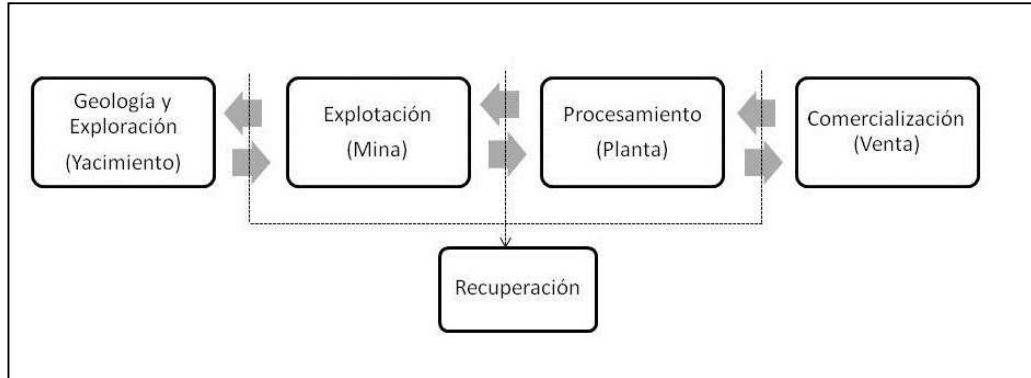 Geología y
Exploración
(Yacimiento)
Explotación
(Mina)
Procesamiento
(Planta)
Comercialización
(Venta)
Recuperación